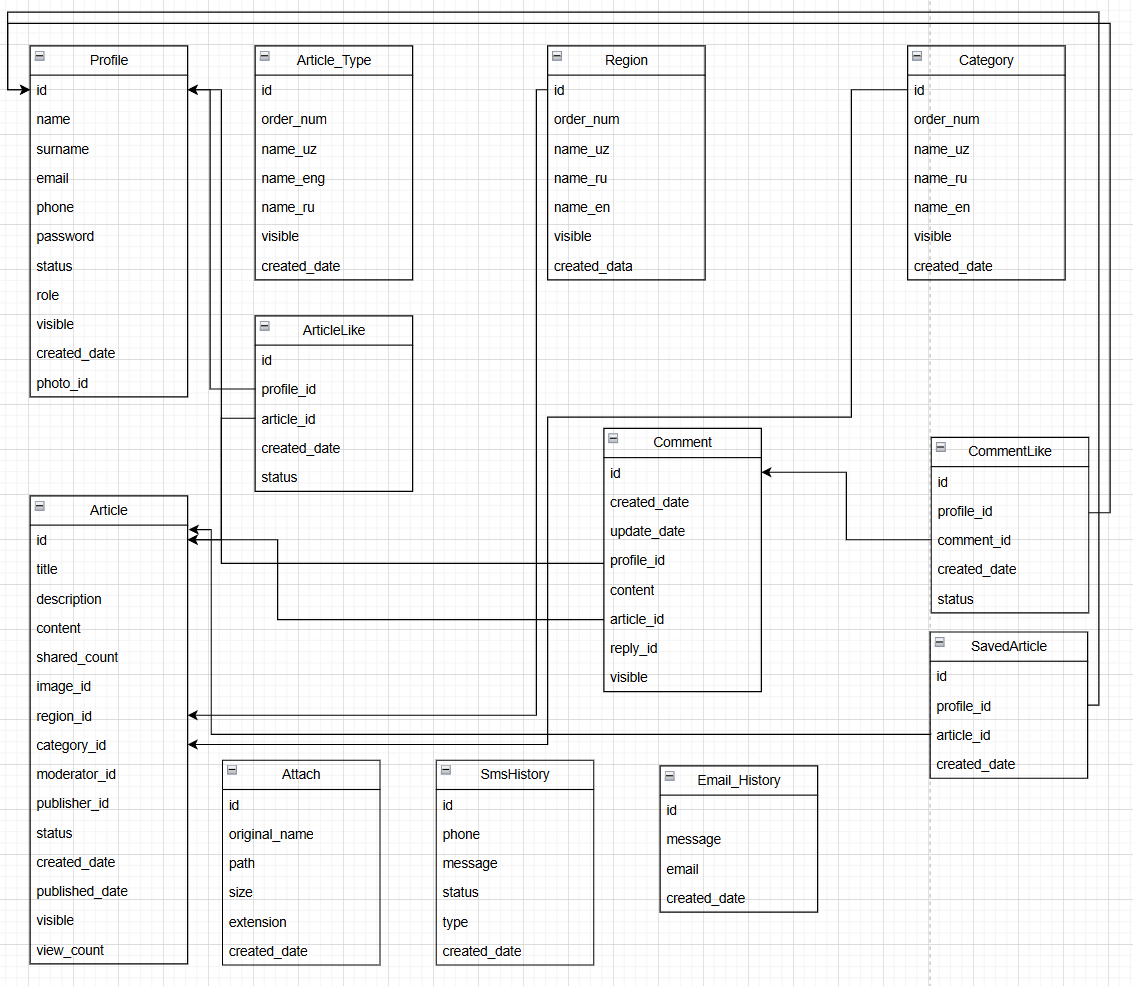 Profile
id
name
surname
email
phone
password
status
role
visible
created_date
photo_id
Article_Type
id
order_num
name_uz
name_eng
name_ru
visible
created_date
Region
id
order_num
name_uz
name_ru
name_en
visible
created_data
Category
id
order_num
name_uz
name_ru
name_en
visible
created_date
ArticleLike
id
profile_id
article_id
created_date
status
Comment
id
created_date
update_date
profile_id
content
article_id
reply_id
visible
CommentLike
id
profile_id
comment_id
created_date
status
Article
id
title
description
content
shared_count
image_id
region_id
category_id
moderator_id
publisher_id
status
created_date
published_date
visible
view_count
SavedArticle
id
profile_id
article_id
created_date
Attach
id
original_name
path
size
extension
created_date
SmsHistory
id
phone
message
status
type
created_date
Email_History
id
message
email
created_date